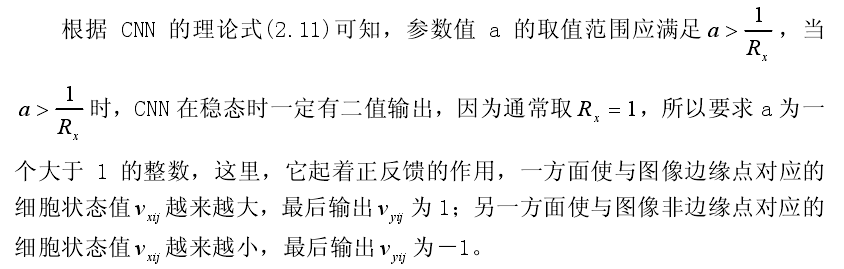 根据 CNN 的理论式(2.11)可知，参数值 a 的取值范围应满足 $a > \frac{1}{R_x}$，当
$a > \frac{1}{R_x}$ 时，CNN 在稳态时一定有二值输出，因为通常取 $R_x = 1$，所以要求 a 为一
个大于 1 的整数，这里，它起着正反馈的作用，一方面使与图像边缘点对应的
细胞状态值 $v_{xij}$ 越来越大，最后输出 $v_{yij}$ 为 1；另一方面使与图像非边缘点对应的
细胞状态值 $v_{xij}$ 越来越小，最后输出 $v_{yij}$ 为－1。